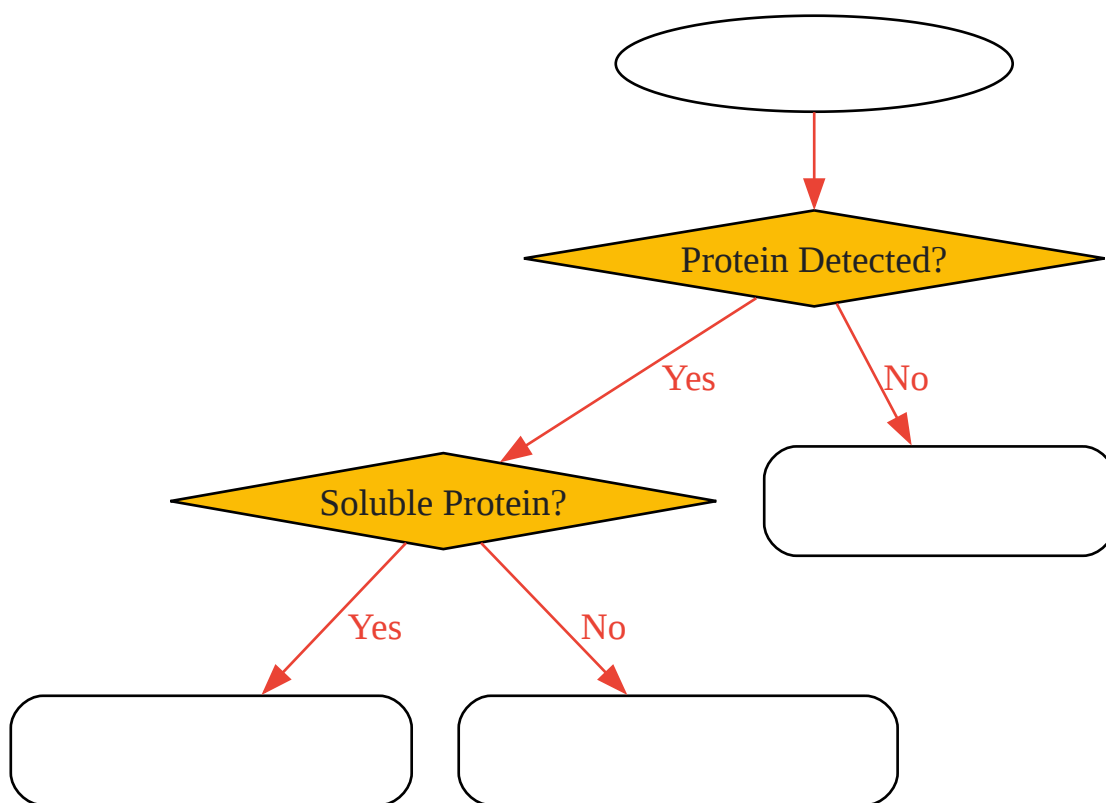 Protein Detected?
Yes
No
Soluble Protein?
Yes
No